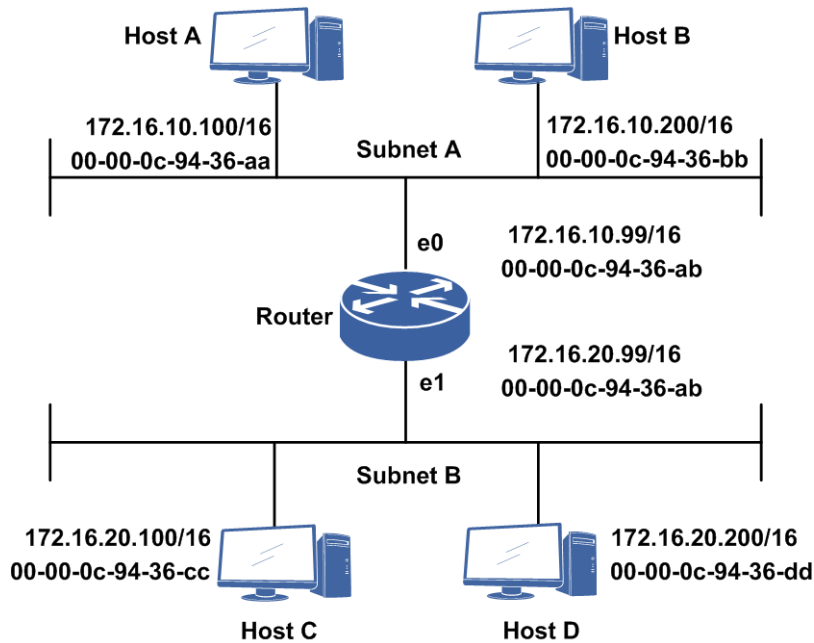 Host A
Host B
172.16.10.100/16
00-00-0c-94-36-aa
Subnet A
172.16.10.200/16
00-00-0c-94-36-bb
e0
172.16.10.99/16
00-00-0c-94-36-ab
Router
172.16.20.99/16
00-00-0c-94-36-ab
e1
Subnet B
172.16.20.100/16
00-00-0c-94-36-cc
172.16.20.200/16
00-00-0c-94-36-dd
Host C
Host D